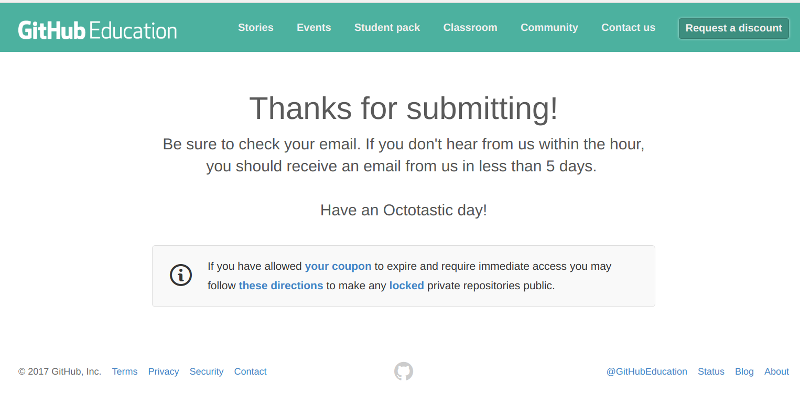 GitHub Education Stories Events Student pack Classroom Community Contact us Request a discount
Thanks for submitting!
Be sure to check your email. If you don't hear from us within the hour,
you should receive an email from us in less than 5 days.
Have an Octotastic day!
If you have allowed your coupon to expire and require immediate access you may
follow these directions to make any locked private repositories public.
© 2017 GitHub, Inc. Terms Privacy Security Contact @GitHubEducation Status Blog About